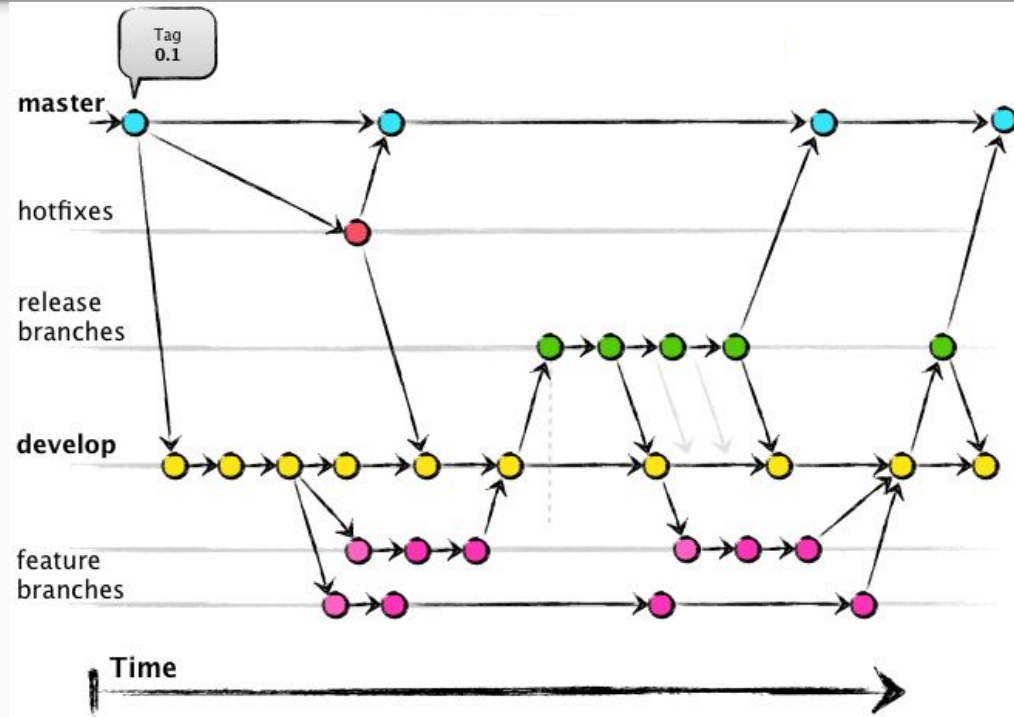 Tag
0.1
master
hotfixes
release
branches
develop
feature
branches
Time